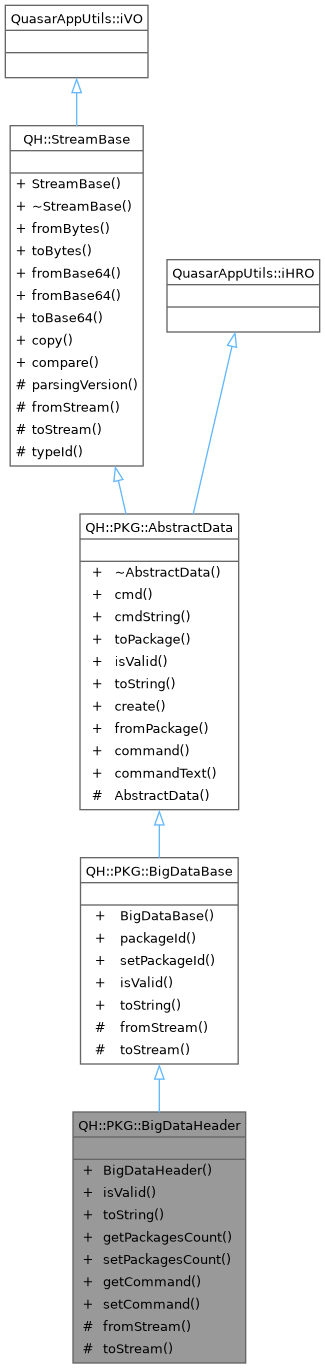 QuasarAppUtils::iVO
QH::StreamBase
+ StreamBase()
+ ~StreamBase()
+ fromBytes()
+ toBytes()
+ fromBase64()
+ fromBase64()
+ toBase64()
+ copy()
+ compare()
# parsingVersion()
# fromStream()
# toStream()
# typeId()
QuasarAppUtils::iHRO
QH::PKG::AbstractData
+ ~AbstractData()
+ cmd()
+ cmdString()
+ toPackage()
+ isValid()
+ toString()
+ create()
+ fromPackage()
+ command()
+ commandText()
# AbstractData()
QH::PKG::BigDataBase
+ BigDataBase()
+ packageId()
+ setPackageId()
+ isValid()
+ toString()
# fromStream()
# toStream()
QH::PKG::BigDataHeader
+ BigDataHeader()
+ isValid()
+ toString()
+ getPackagesCount()
+ setPackagesCount()
+ getCommand()
+ setCommand()
# fromStream()
# toStream()